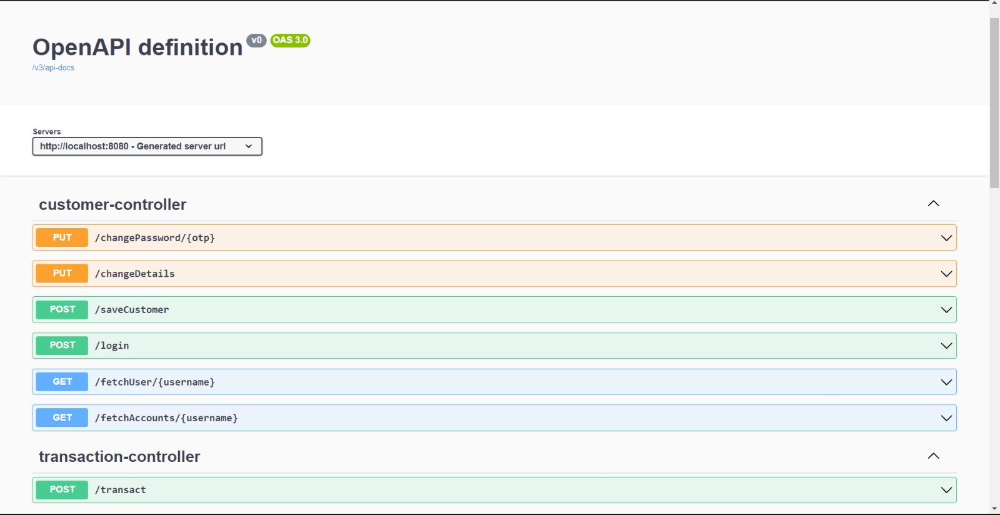 OpenAPI definition v0 OAS 3.0
/v3/api-docs
Servers
http://localhost:8080 - Generated server url
customer-controller
PUT /changePassword/{otp}
PUT /changeDetails
POST /saveCustomer
POST /login
GET /fetchUser/{username}
GET /fetchAccounts/{username}
transaction-controller
POST /transact